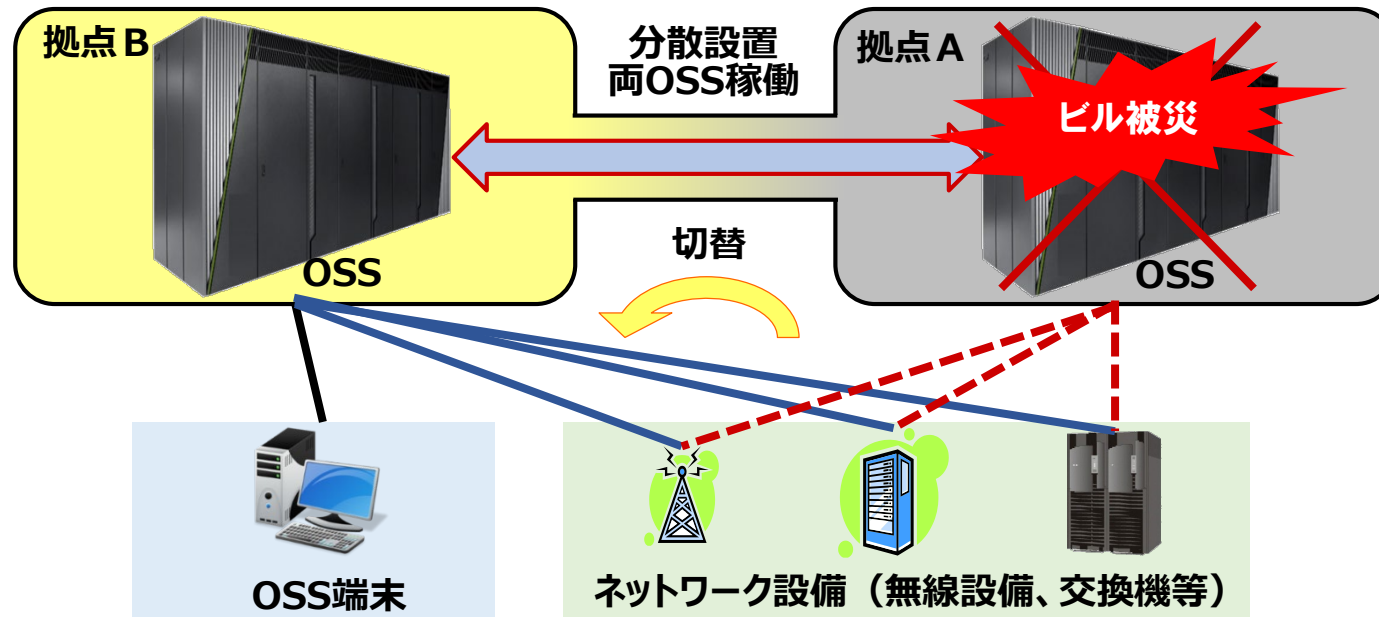 拠点B
分散設置
両OSS稼働
拠点A
ビル被災
切替
OSS
OSS
OSS端末
ネットワーク設備（無線設備、交換機等）